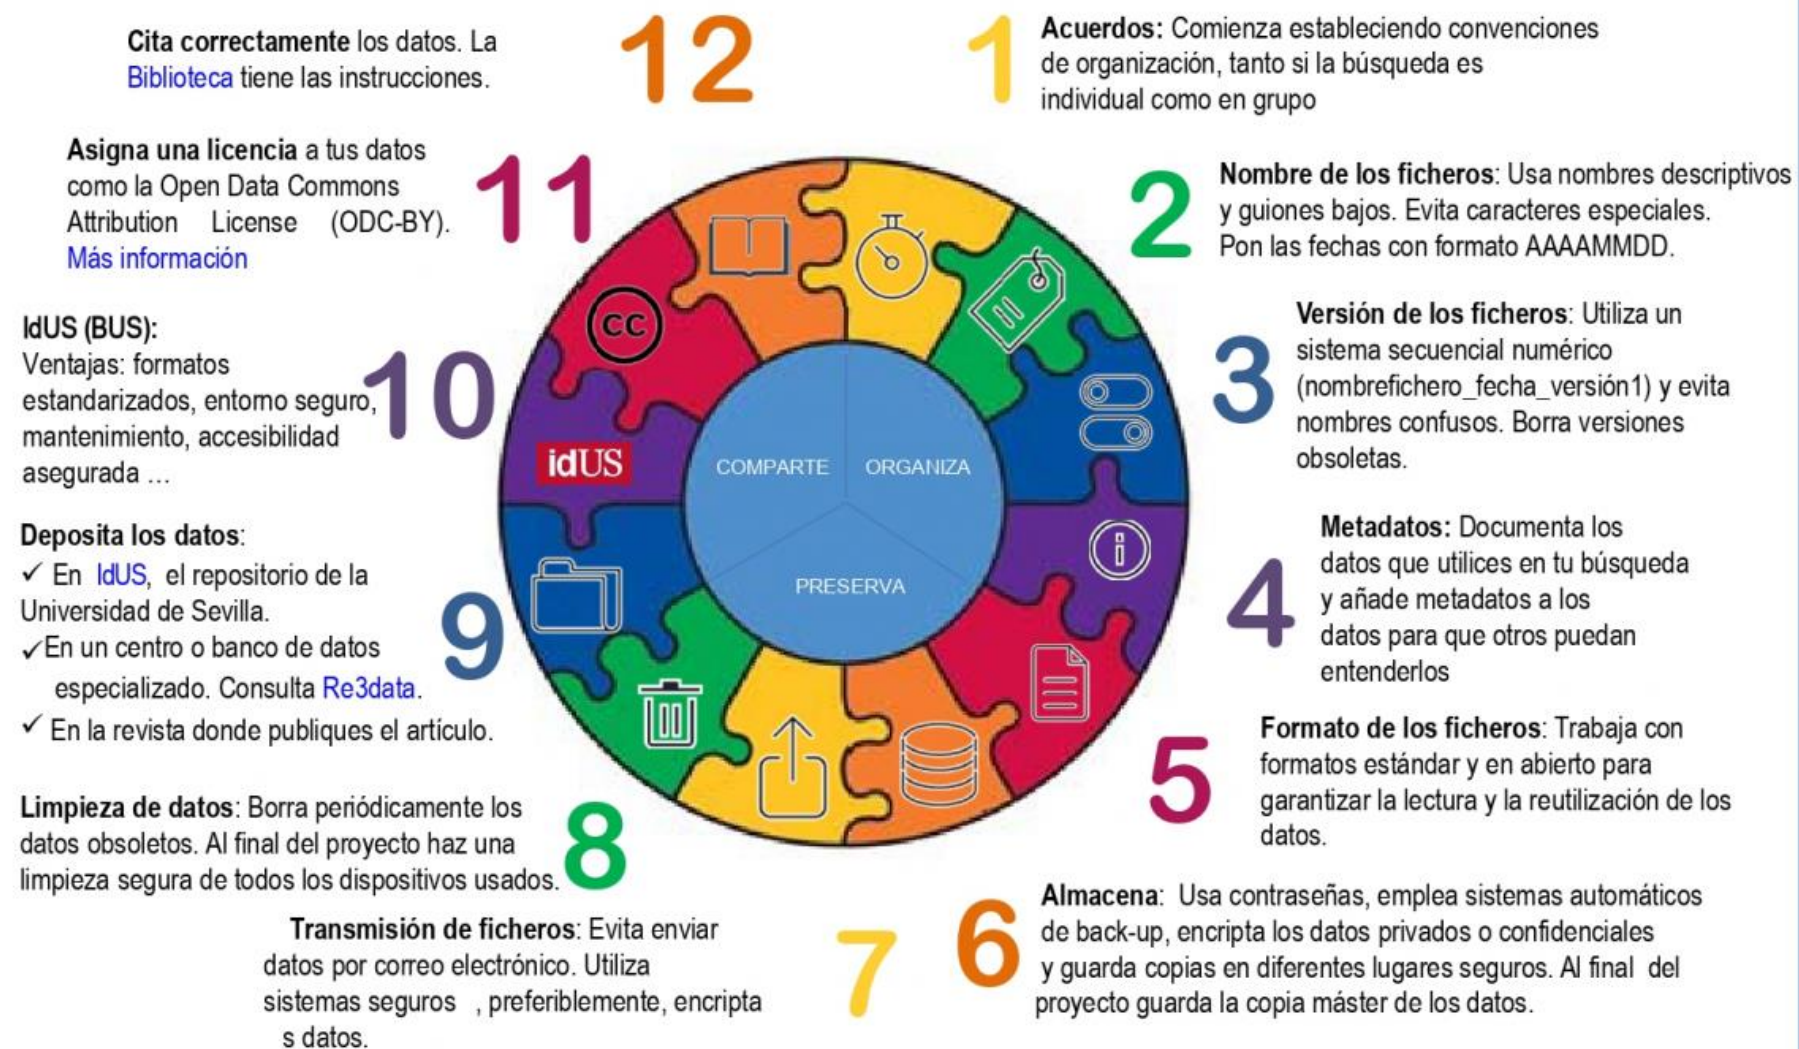 12
Cita correctamente los datos. La
Biblioteca tiene las instrucciones.
1
Acuerdos: Comienza estableciendo convenciones
de organización, tanto si la búsqueda es
individual como en grupo
2
Nombre de los ficheros: Usa nombres descriptivos
y guiones bajos. Evita caracteres especiales.
Pon las fechas con formato AAAAMMDD.
3
Versión de los ficheros: Utiliza un
sistema secuencial numérico
(nombrefichero_fecha_versión1) y evita
nombres confusos. Borra versiones
obsoletas.
4
Metadatos: Documenta los
datos que utilices en tu búsqueda
y añade metadatos a los
datos para que otros puedan
entenderlos
5
Formato de los ficheros: Trabaja con
formatos estándar y en abierto para
garantizar la lectura y la reutilización de los
datos.
6
Almacena: Usa contraseñas, emplea sistemas automáticos
de back-up, encripta los datos privados o confidenciales
y guarda copias en diferentes lugares seguros. Al final del
proyecto guarda la copia máster de los datos.
7
Transmisión de ficheros: Evita enviar
datos por correo electrónico. Utiliza
sistemas seguros , preferiblemente, encripta
s datos.
8
Limpieza de datos: Borra periódicamente los
datos obsoletos. Al final del proyecto haz una
limpieza segura de todos los dispositivos usados.
9
Deposita los datos:
✓ En IdUS, el repositorio de la
Universidad de Sevilla.
✓En un centro o banco de datos
especializado. Consulta Re3data.
✓ En la revista donde publiques el artículo.
10
IdUS (BUS):
Ventajas: formatos
estandarizados, entorno seguro,
mantenimiento, accesibilidad
asegurada ...
11
Asigna una licencia a tus datos
como la Open Data Commons
Attribution License (ODC-BY).
Más información
CC
idUS
i
COMPARTE
ORGANIZA
PRESERVA